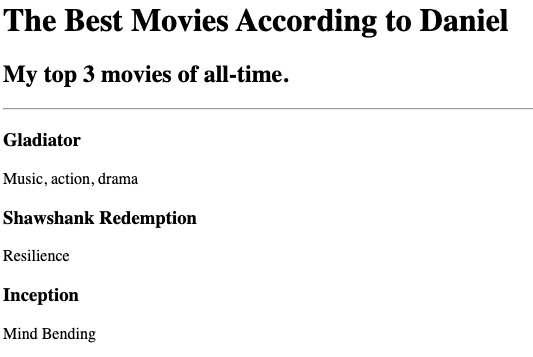 The Best Movies According to Daniel
My top 3 movies of all-time.
Gladiator
Music, action, drama
Shawshank Redemption
Resilience
Inception
Mind Bending